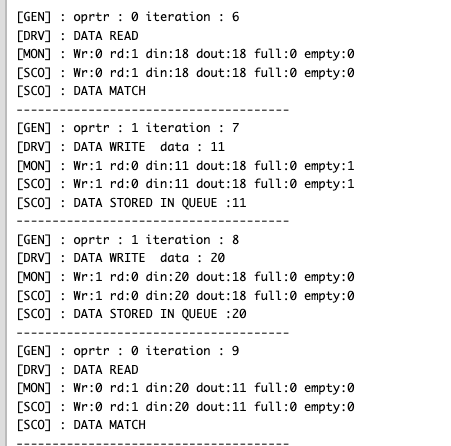 [GEN] : oprtr : 0 iteration : 6
[DRV] : DATA READ
[MON] : Wr:0 rd:1 din:18 dout:18 full:0 empty:0
[SCO] : Wr:0 rd:1 din:18 dout:18 full:0 empty:0
[SCO] : DATA MATCH
--------------------------------------
[GEN] : oprtr : 1 iteration : 7
[DRV] : DATA WRITE  data : 11
[MON] : Wr:1 rd:0 din:11 dout:18 full:0 empty:1
[SCO] : Wr:1 rd:0 din:11 dout:18 full:0 empty:1
[SCO] : DATA STORED IN QUEUE :11
--------------------------------------
[GEN] : oprtr : 1 iteration : 8
[DRV] : DATA WRITE  data : 20
[MON] : Wr:1 rd:0 din:20 dout:18 full:0 empty:0
[SCO] : Wr:1 rd:0 din:20 dout:18 full:0 empty:0
[SCO] : DATA STORED IN QUEUE :20
--------------------------------------
[GEN] : oprtr : 0 iteration : 9
[DRV] : DATA READ
[MON] : Wr:0 rd:1 din:20 dout:11 full:0 empty:0
[SCO] : Wr:0 rd:1 din:20 dout:11 full:0 empty:0
[SCO] : DATA MATCH
--------------------------------------